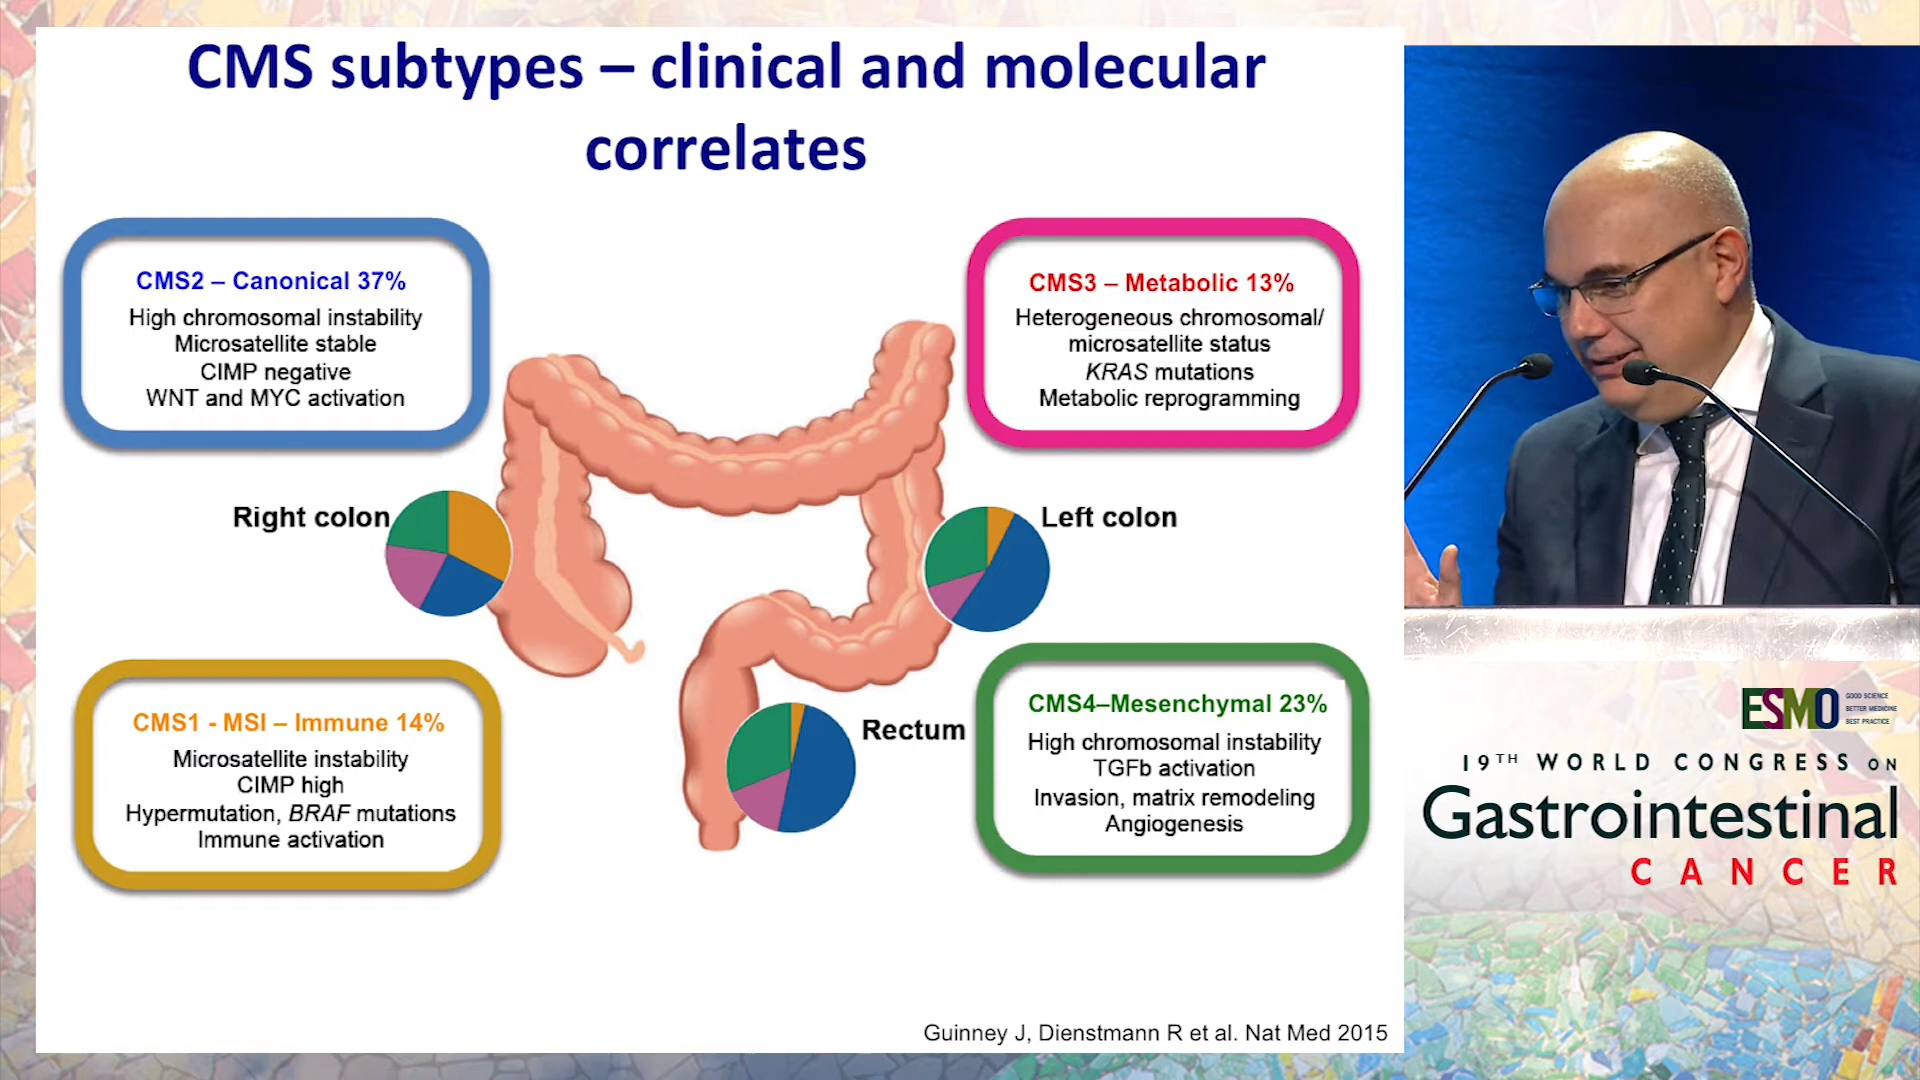 CMS subtypes – clinical and molecular
correlates
CMS2 – Canonical 37%
High chromosomal instability
Microsatellite stable
CIMP negative
WNT and MYC activation
CMS3 – Metabolic 13%
Heterogeneous chromosomal/
microsatellite status
KRAS mutations
Metabolic reprogramming
Right colon
Left colon
Rectum
CMS1 - MSI – Immune 14%
Microsatellite instability
CIMP high
Hypermutation, BRAF mutations
Immune activation
CMS4–Mesenchymal 23%
High chromosomal instability
TGFb activation
Invasion, matrix remodeling
Angiogenesis
Guinney J, Dienstmann R et al. Nat Med 2015
ESMO
GOOD SCIENCE
BETTER MEDICINE
BEST PRACTICE
19TH WORLD CONGRESS ON
Gastrointestinal
CANCER